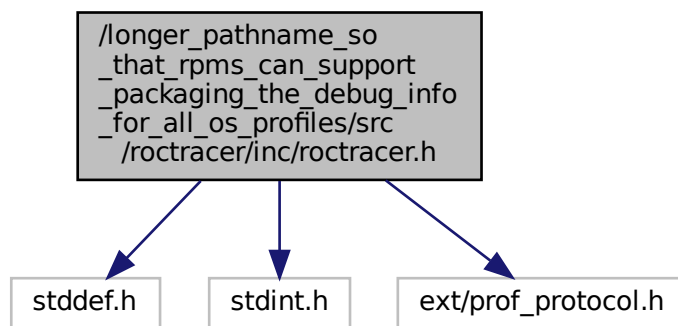 /longer_pathname_so
_that_rpms_can_support
_packaging_the_debug_info
_for_all_os_profiles/src
/roctracer/inc/roctracer.h
stddef.h
stdint.h
ext/prof_protocol.h